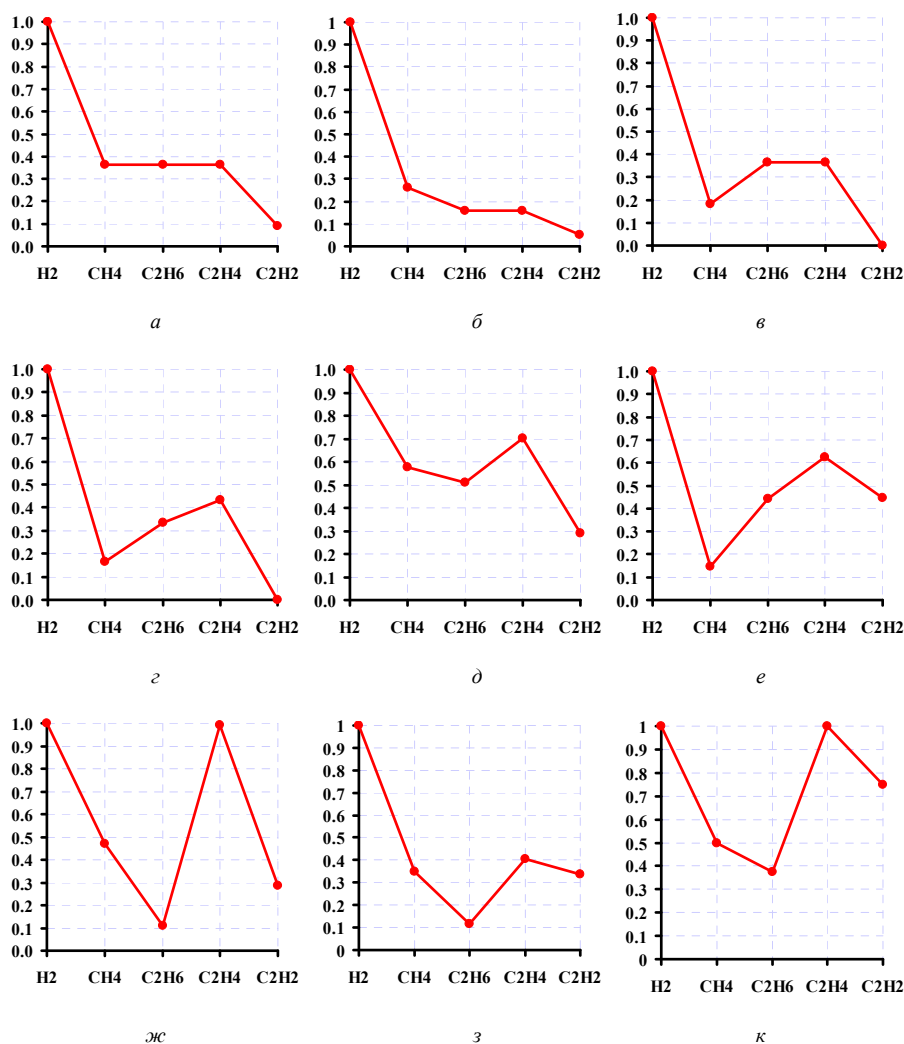 1.0 1 1.0
0.9 0.9 0.9
0.8 0.8 0.8
0.7 0.7 0.7
0.6 0.6 0.6
0.5 0.5 0.5
0.4 0.4 0.4
0.3 0.3 0.3
0.2 0.2 0.2
0.1 0.1 0.1
0.0 0 0.0
H2 CH4 C2H6 C2H4 C2H2 H2 CH4 C2H6 C2H4 C2H2 H2 CH4 C2H6 C2H4 C2H2
а б в
1.0 1.0 1.0
0.9 0.9 0.9
0.8 0.8 0.8
0.7 0.7 0.7
0.6 0.6 0.6
0.5 0.5 0.5
0.4 0.4 0.4
0.3 0.3 0.3
0.2 0.2 0.2
0.1 0.1 0.1
0.0 0.0 0.0
H2 CH4 C2H6 C2H4 C2H2 H2 CH4 C2H6 C2H4 C2H2 H2 CH4 C2H6 C2H4 C2H2
г д е
1.0 1 1
0.9 0.9 0.9
0.8 0.8 0.8
0.7 0.7 0.7
0.6 0.6 0.6
0.5 0.5 0.5
0.4 0.4 0.4
0.3 0.3 0.3
0.2 0.2 0.2
0.1 0.1 0.1
0.0 0 0
H2 CH4 C2H6 C2H4 C2H2 H2 CH4 C2H6 C2H4 C2H2 H2 CH4 C2H6 C2H4 C2H2
ж з к